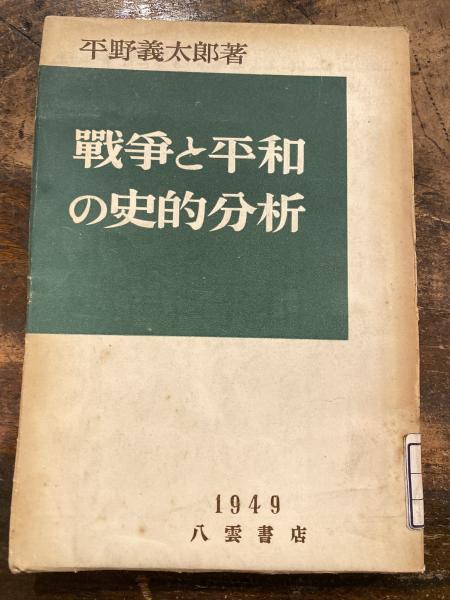 平野義太郎著
戰爭と平和
の史的分析
1949
八雲書店